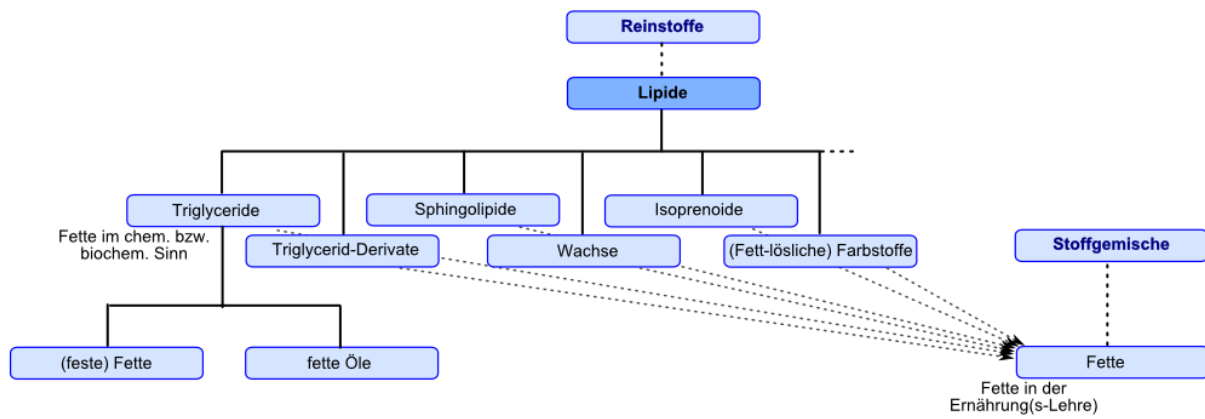 Reinstoffe
Lipide
Triglyceride
Sphingolipide
Isoprenoide
Fette im chem. bzw.
biochem. Sinn
Triglycerid-Derivate
Wachse
(Fett-lösliche) Farbstoffe
Stoffgemische
(feste) Fette
fette Öle
Fette
Fette in der
Ernährung(s-Lehre)